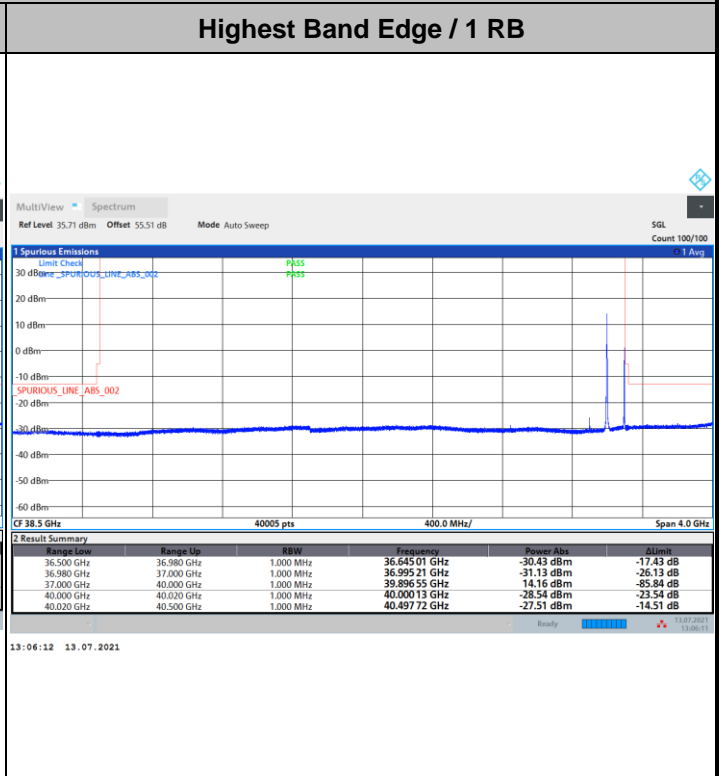 Highest Band Edge / 1 RB
MultiView Spectrum
Ref Level 35.71 dBm Offset 55.51 dB Mode Auto Sweep SGL
Count 100/100
1 Spurious Emissions 1 Avg
Limit Check PASS
30 dBm Line _SPURIOUS_LINE_ABS_002 PASS
20 dBm
10 dBm
0 dBm
-10 dBm
_SPURIOUS_LINE_ABS_002
-20 dBm
-30 dBm
-40 dBm
-50 dBm
-60 dBm
CF 38.5 GHz 40005 pts 400.0 MHz/ Span 4.0 GHz
2 Result Summary
Range Low Range Up RBW Frequency Power Abs ΔLimit
36.500 GHz 36.980 GHz 1.000 MHz 36.645 01 GHz -30.43 dBm -17.43 dB
36.980 GHz 37.000 GHz 1.000 MHz 36.995 21 GHz -31.13 dBm -26.13 dB
37.000 GHz 40.000 GHz 1.000 MHz 39.896 55 GHz 14.16 dBm -85.84 dB
40.000 GHz 40.020 GHz 1.000 MHz 40.000 13 GHz -28.54 dBm -23.54 dB
40.020 GHz 40.500 GHz 1.000 MHz 40.497 72 GHz -27.51 dBm -14.51 dB
Ready 13.07.2021
13:06:11
13:06:12 13.07.2021